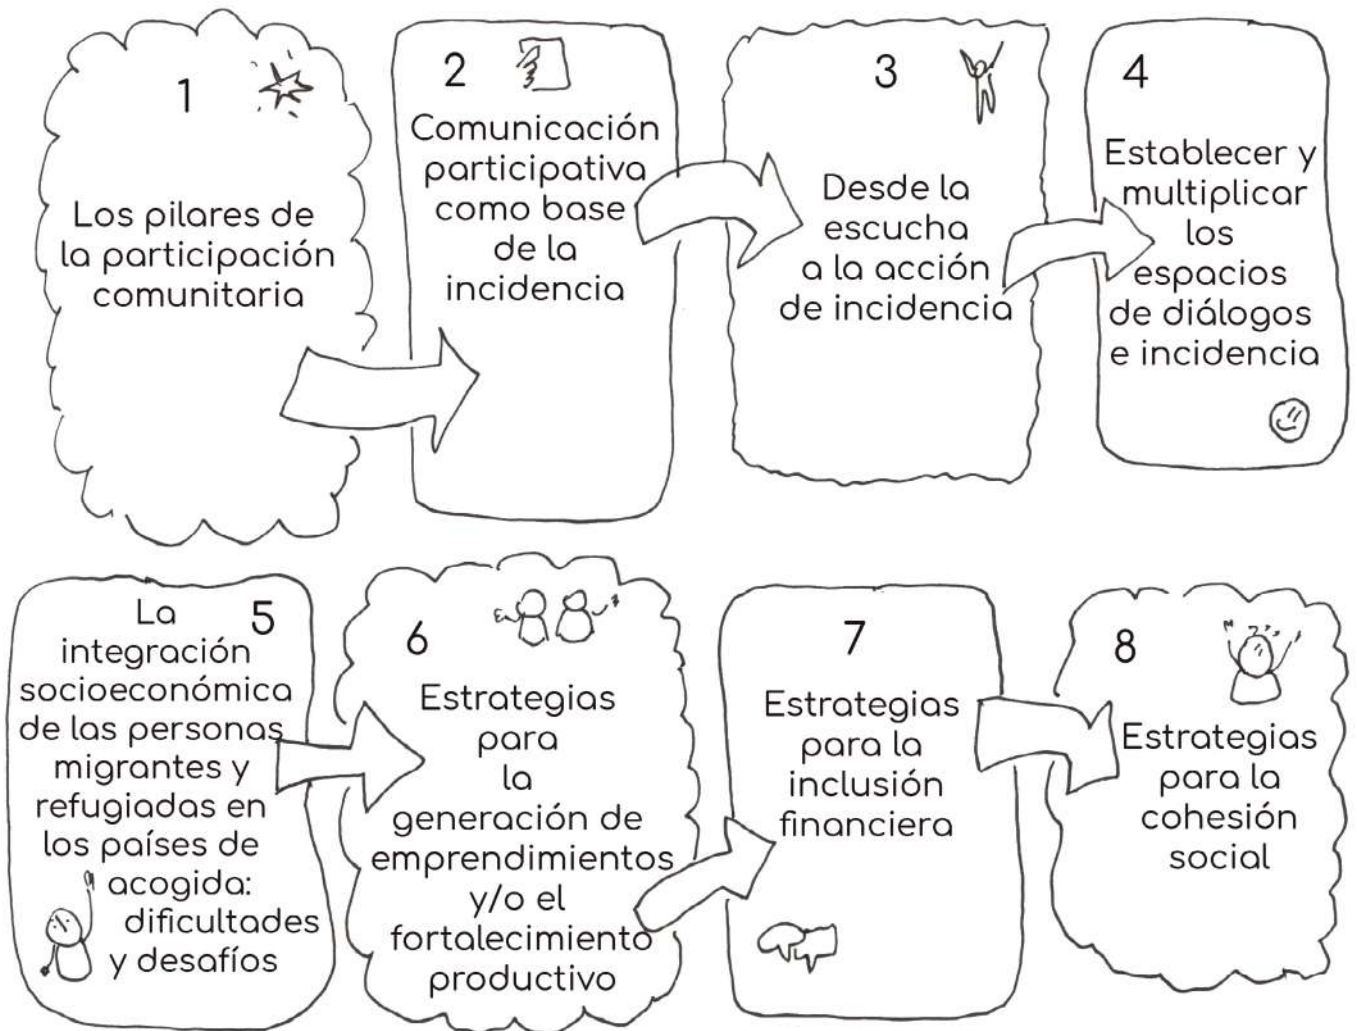 1
Los pilares de
la participación
comunitaria
2
Comunicación
participativa
como base
de la
incidencia
3
Desde la
escucha
a la acción
de incidencia
4
Establecer y
multiplicar
los
espacios
de diálogos
e incidencia
La 5
integración
socioeconómica
de las personas
migrantes y
refugiadas en
los países de
acogida:
dificultades
y desafíos
6
Estrategias
para
la
generación de
emprendimientos
y/o el
fortalecimiento
productivo
7
Estrategias
para la
inclusión
financiera
8
Estrategias
para la
cohesión
social